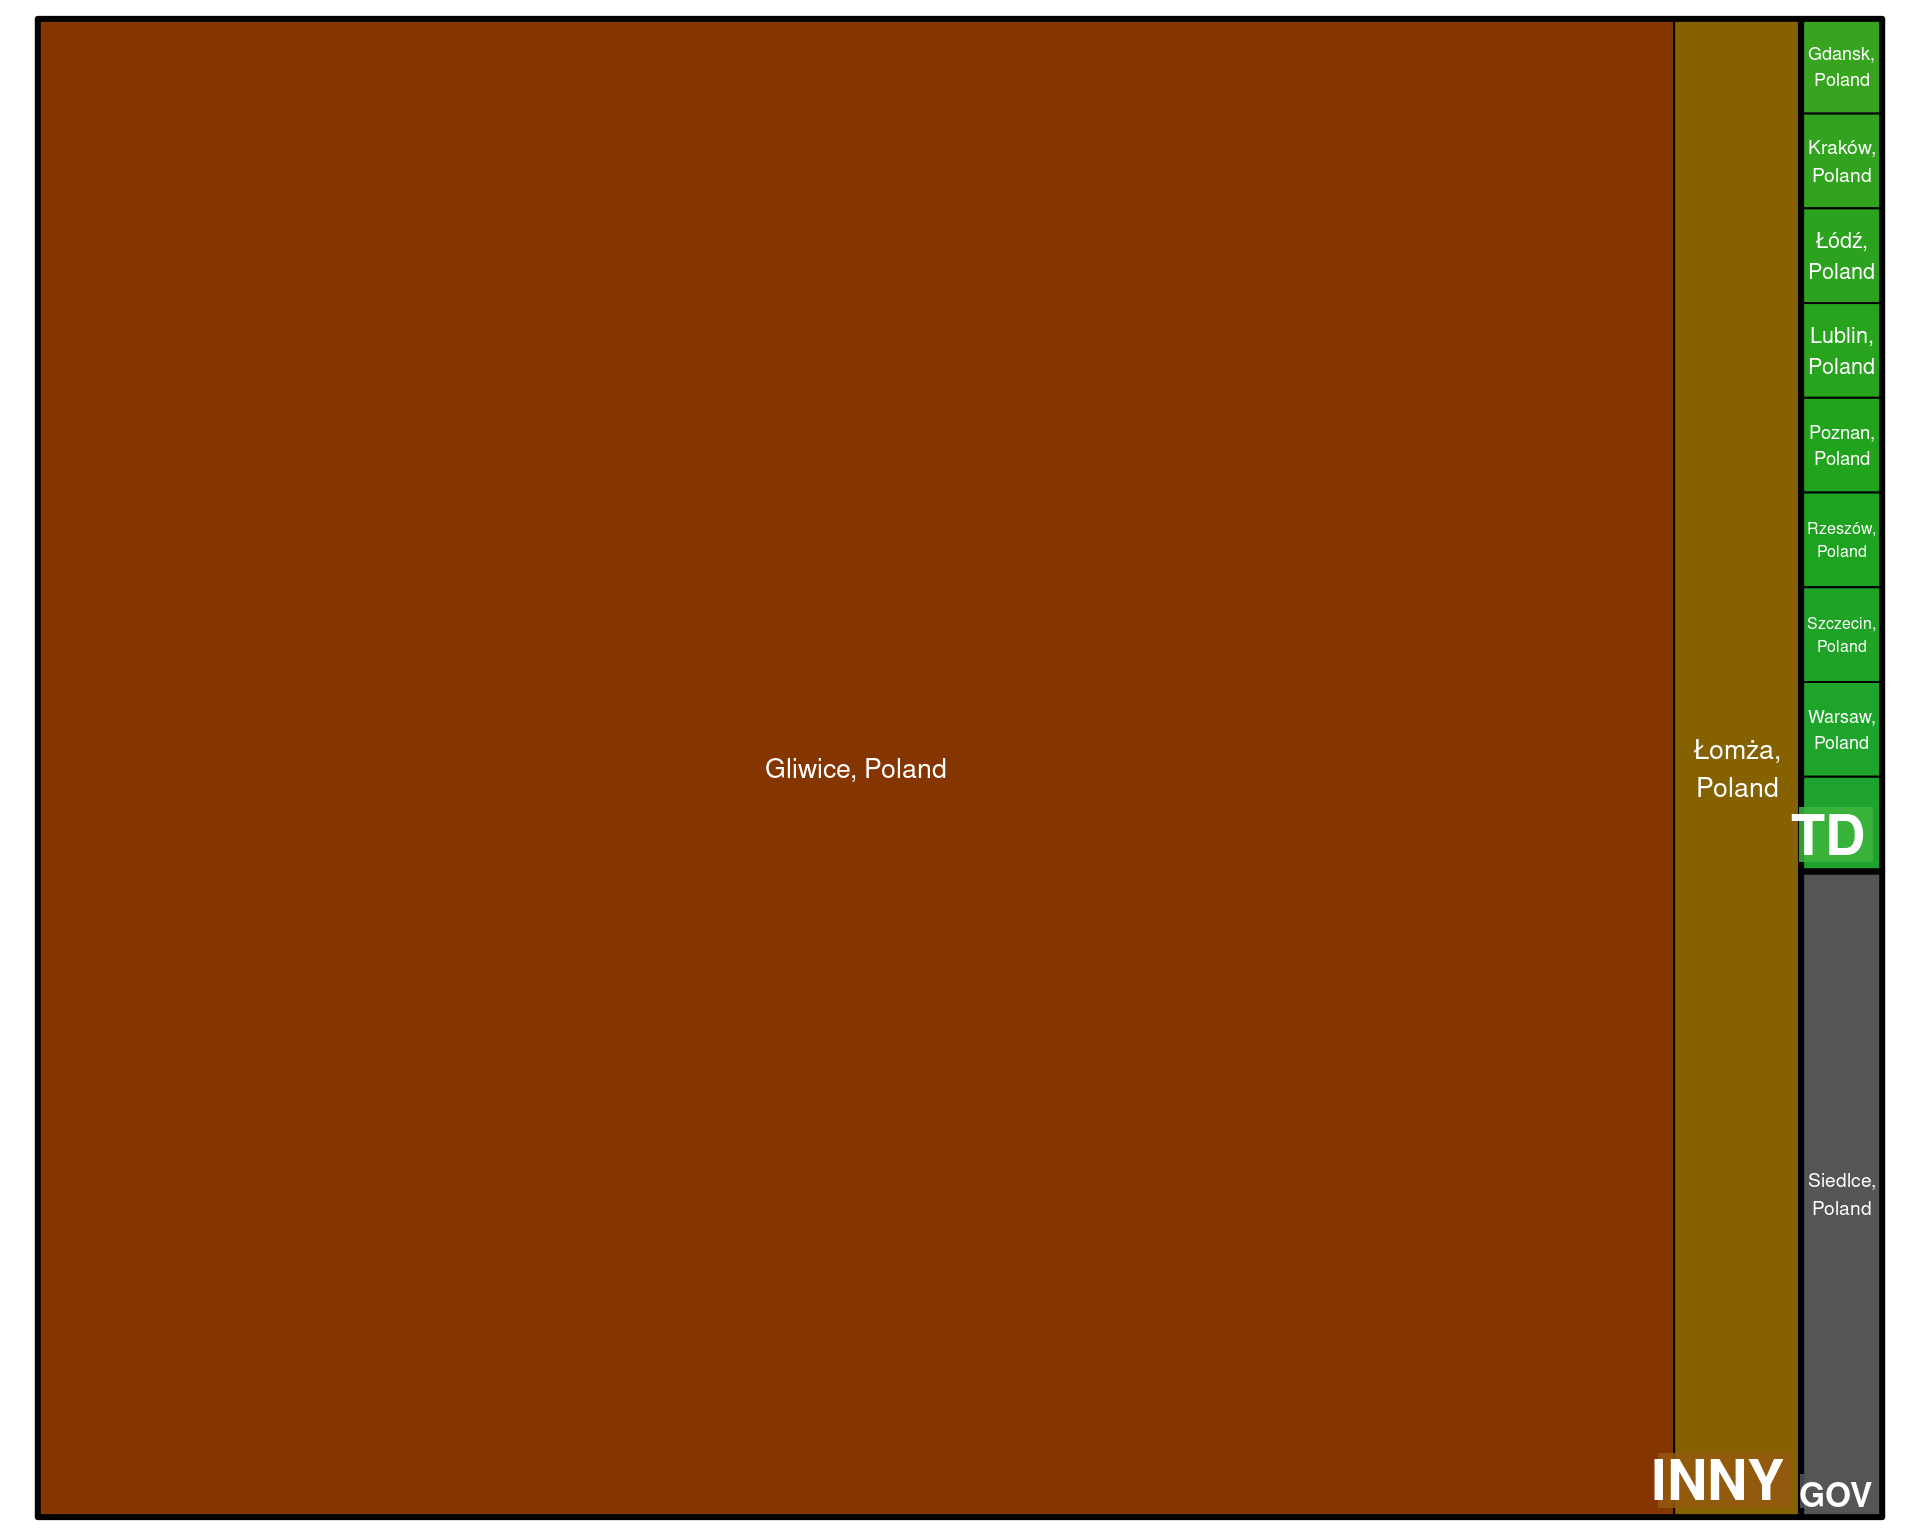 Gliwice, Poland
Łomża,
Poland
INNY
Gdansk,
Poland
Kraków,
Poland
Łódź,
Poland
Lublin,
Poland
Poznan,
Poland
Rzeszów,
Poland
Szczecin,
Poland
Warsaw,
Poland
TD
Siedlce,
Poland
GOV